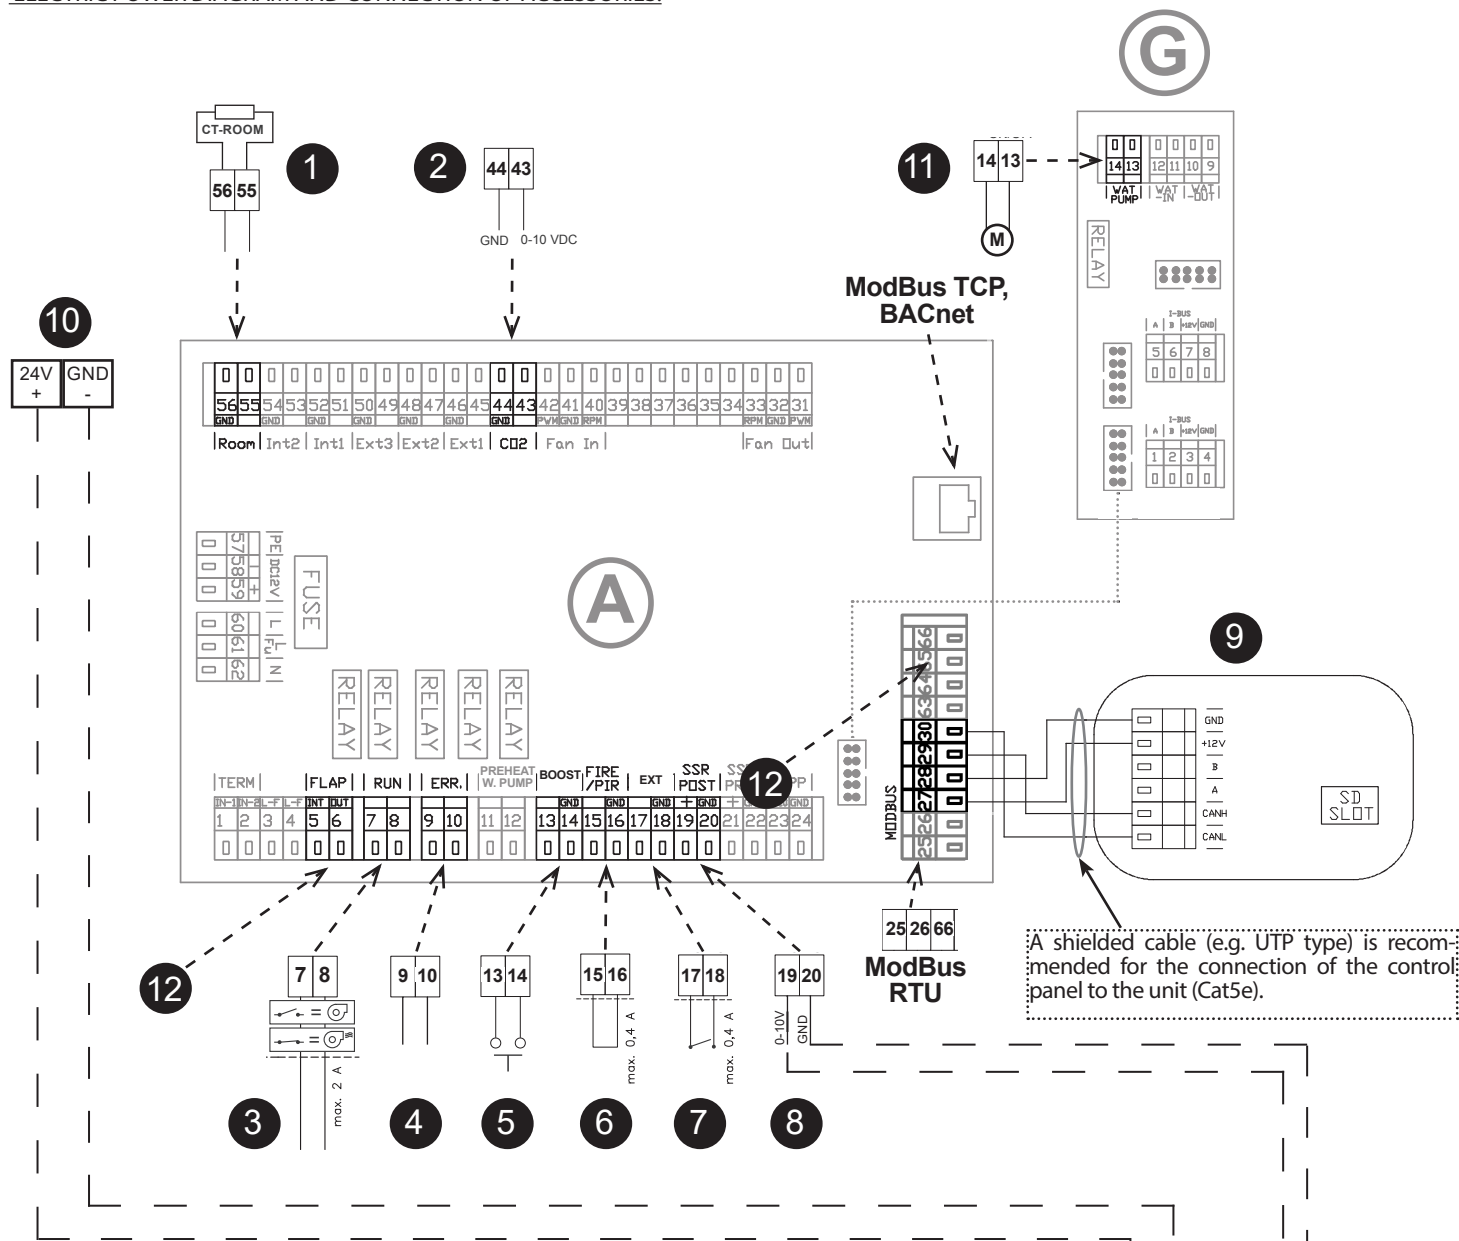 ELECTRIC POWER DIAGRAM AND CONNECTION OF ACCESSORIES:
G
CT-ROOM
1
56 55
2
44 43
GND 0-10 VDC
11
14 13
M
14 13 12 11 10 9
WAT PUMP WAT -IN WAT -OUT
RELAY
I-BUS
A B +12V GND
5 6 7 8
I-BUS
A B +12V GND
1 2 3 4
ModBus TCP,
BACnet
10
24V + GND -
56 55 54 53 52 51 50 49 48 47 46 45 44 43 42 41 40 39 38 37 36 35 34 33 32 31
GND GND GND GND GND GND GND PWM GND RPM RPM GND PWM
Room Int2 Int1 Ext3 Ext2 Ext1 CO2 Fan In Fan Out
57 58 59
PE DC12V - +
60 61 62
L L Fu N
FUSE
A
RELAY RELAY RELAY RELAY RELAY
12
66 65 64 63 30 29 28 27 26 25
MODBUS
9
GND
+12V
B
A
CANH
CANL
SD
SLOT
TERM FLAP RUN ERR. PREHEAT W. PUMP BOOST FIRE /PIR EXT SSR POST
IN-1 IN-2 L-F L-F INT OUT GND GND GND + GND + GND
1 2 3 4 5 6 7 8 9 10 11 12 13 14 15 16 17 18 19 20 21 22 23 24
25 26 66
ModBus
RTU
A shielded cable (e.g. UTP type) is recom-
mended for the connection of the control
panel to the unit (Cat5e).
12
7 8
=
=
max. 2 A
3
9 10
4
13 14
5
15 16
max. 0,4 A
6
17 18
max. 0,4 A
7
19 20
0-10V
GND
8